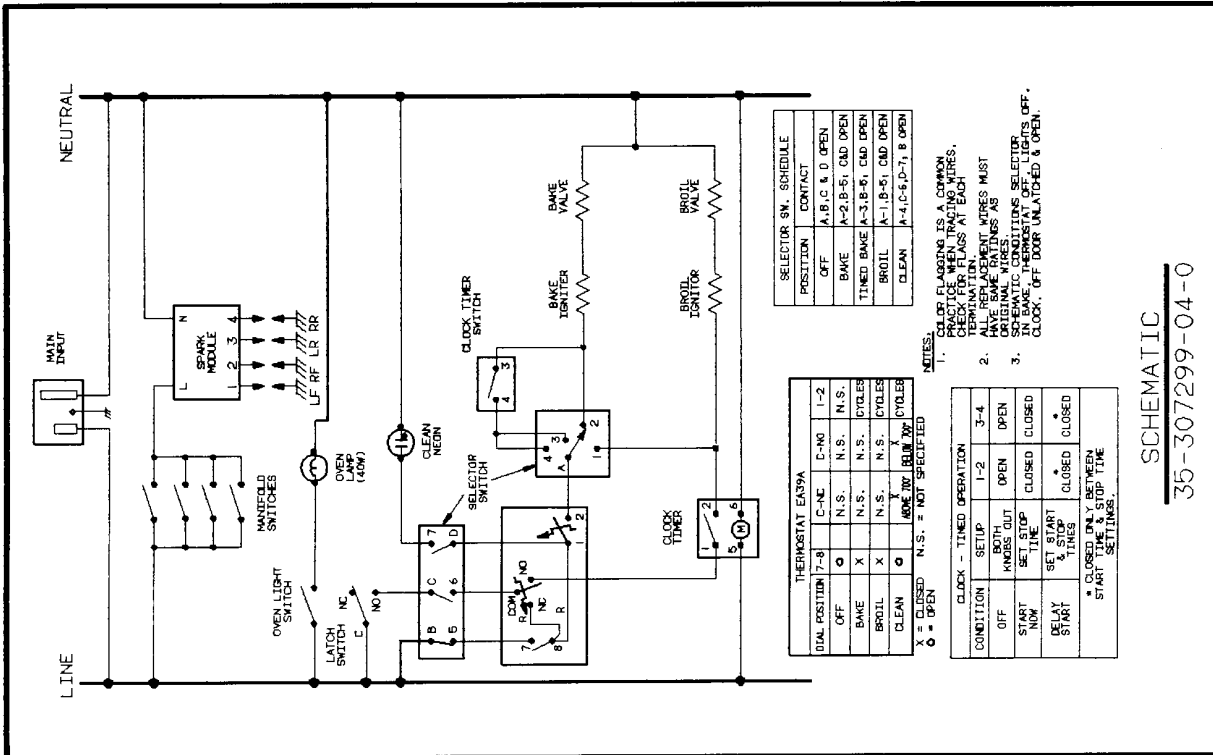 MAIN
INPUT
LINE
NEUTRAL
L
N
SPARK
MODULE
1 2 3 4
LF RF LR RR
MANIFOLD
SWITCHES
OVEN LIGHT
SWITCH
OVEN
LAMP
(40W)
LATCH
SWITCH
NC
C
NO
CLEAN
NEON
B C 7
5 6 D
SELECTOR
SWITCH
CLOCK TIMER
SWITCH
4 3
COM
NO
R
NC
7
8
R
1
2
4
3
A
2
1
BAKE
IGNITER
BAKE
VALVE
BROIL
IGNITOR
BROIL
VALVE
CLOCK
TIMER
1 2
5 M 6
THERMOSTAT EA39A
DIAL POSITION 7-8 C-NC C-NO 1-2
OFF O N.S. N.S. N.S.
BAKE X N.S. N.S. CYCLES
BROIL X N.S. N.S. CYCLES
CLEAN O X ABOVE 700° X BELOW 700° CYCLES
X = CLOSED N.S. = NOT SPECIFIED
O = OPEN
SELECTOR SW. SCHEDULE
POSITION CONTACT
OFF A,B,C & D OPEN
BAKE A-2,B-5; C&D OPEN
TIMED BAKE A-3,B-5; C&D OPEN
BROIL A-1,B-5; C&D OPEN
CLEAN A-4,C-6,D-7; B OPEN
CLOCK - TIMED OPERATION
CONDITION SETUP 1-2 3-4
OFF BOTH KNOBS OUT OPEN OPEN
START NOW SET STOP TIME CLOSED CLOSED
DELAY START SET START & STOP TIMES * CLOSED * CLOSED
* CLOSED ONLY BETWEEN
START TIME & STOP TIME
SETTINGS.
NOTES:
1. COLOR FLAGGING IS A COMMON
PRACTICE WHEN TRACING WIRES.
CHECK FOR FLAGS AT EACH
TERMINATION.
2. ALL REPLACEMENT WIRES MUST
HAVE SAME RATINGS AS
ORIGINAL WIRES.
3. SCHEMATIC CONDITIONS SELECTOR
IN BAKE, THERMOSTAT OFF, LIGHTS OFF,
CLOCK, OFF DOOR UNLATCHED & OPEN.
SCHEMATIC
35-307299-04-0